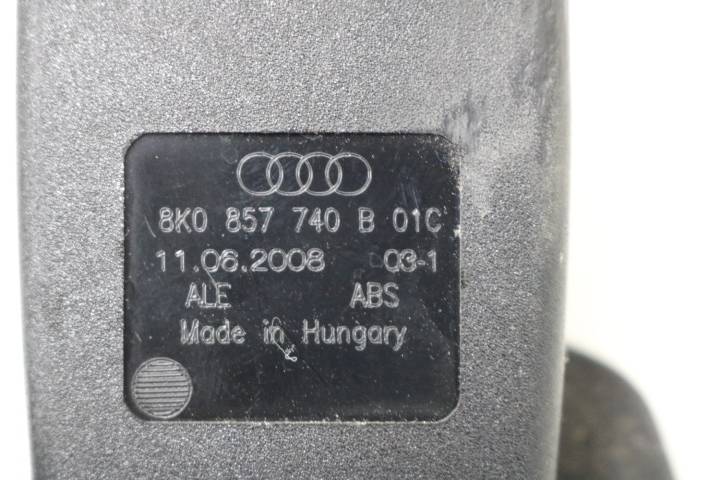 8K0 857 740 B 01C
11.06.2008 03-1
ALE ABS
Made in Hungary